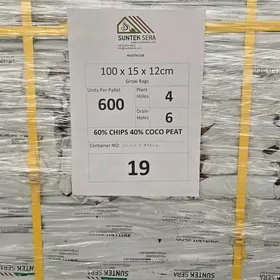 SUNTEK SERA
100 x 15 x 12cm
Grow Bags
Units Per Pallet
600
Plant
Holes
4
Drain
Holes
6
60% CHIPS 40% COCO PEAT
Container NO:
19
SUNTEK SERA